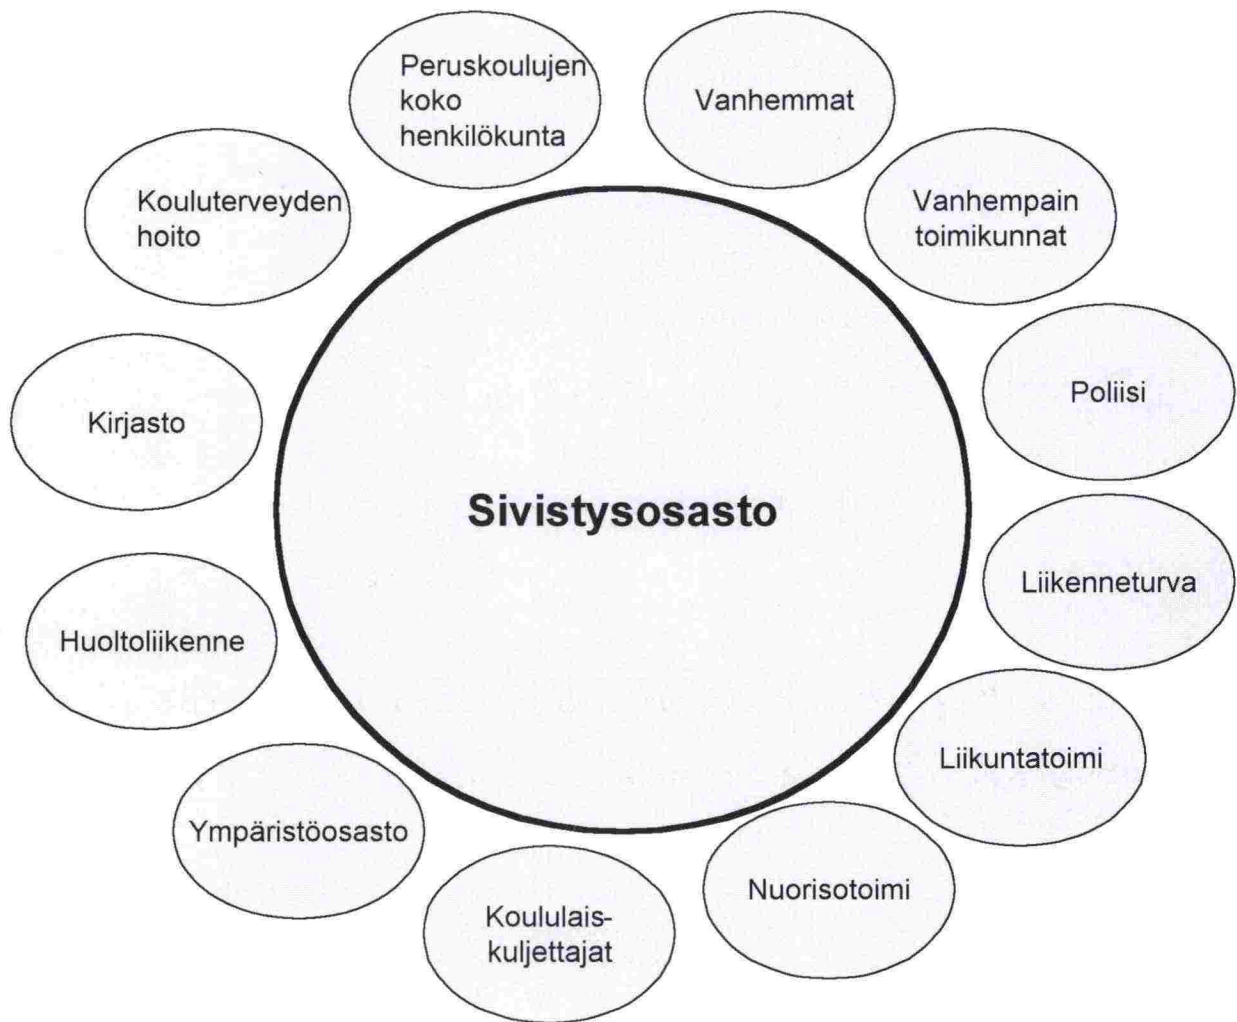 Peruskoulujen
koko
henkilökunta
Vanhemmat
Kouluterveyden
hoito
Vanhempain
toimikunnat
Poliisi
Kirjasto
Sivistysosasto
Liikenneturva
Huoltoliikenne
Liikuntatoimi
Ympäristöosasto
Nuorisotoimi
Koululais-
kuljettajat